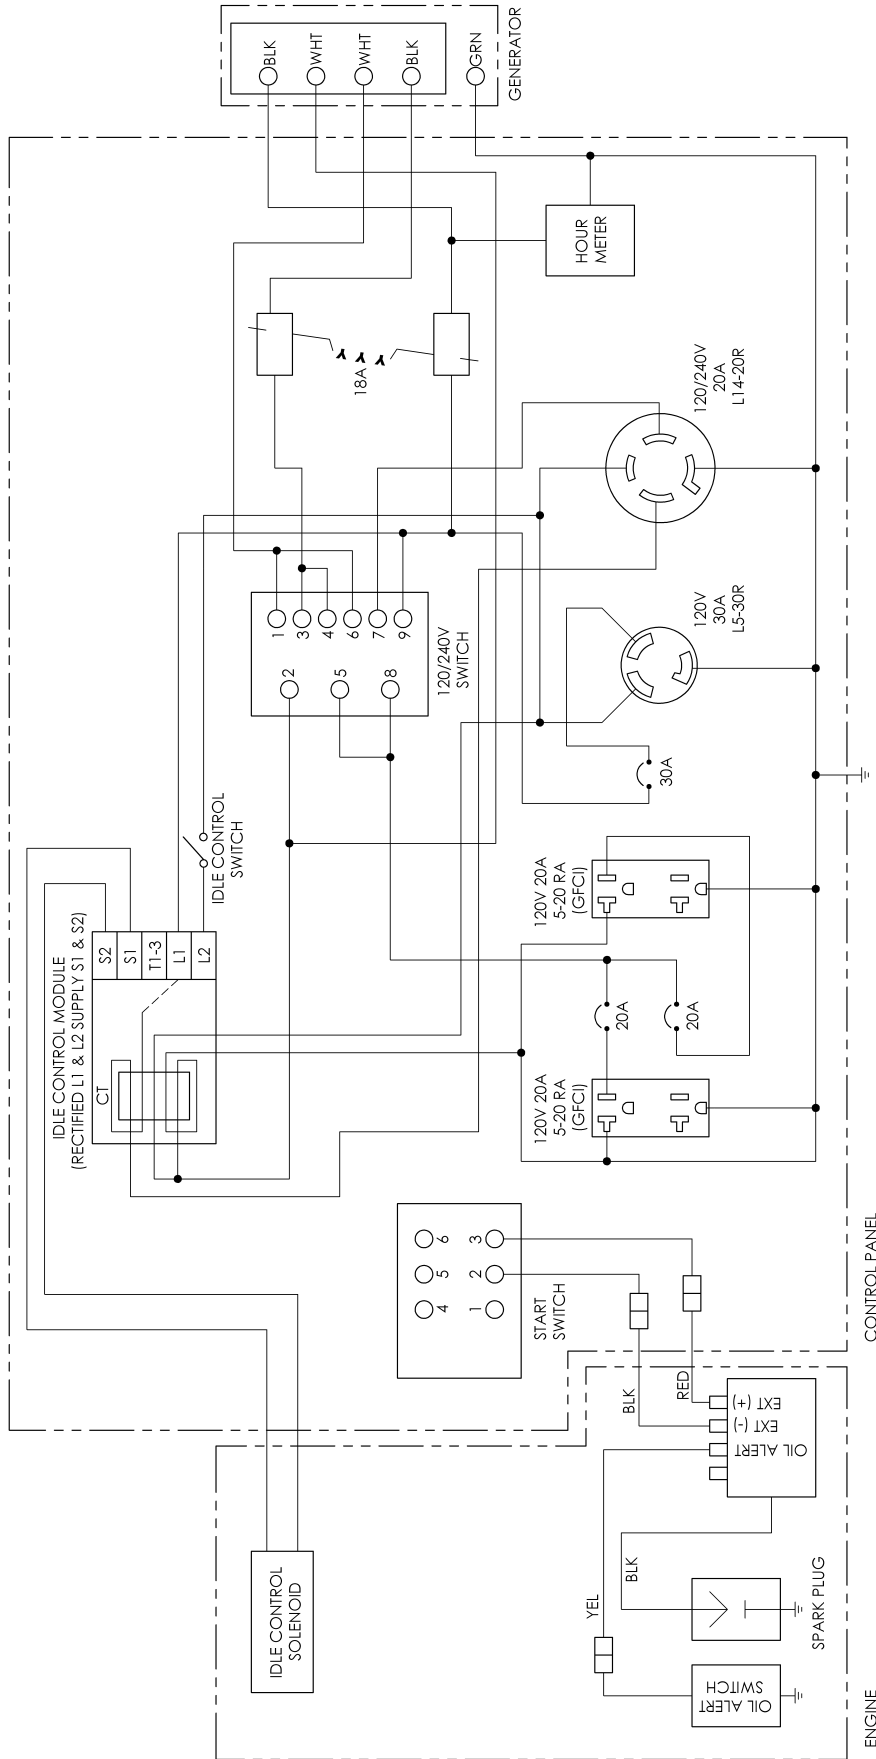 ENGINE
CONTROL PANEL
GENERATOR
IDLE CONTROL
SOLENOID
IDLE CONTROL MODULE
(RECTIFIED L1 & L2 SUPPLY S1 & S2)
CT
S2
S1
T1-3
L1
L2
IDLE CONTROL
SWITCH
120/240V
SWITCH
1
3
4
6
7
9
2
5
8
18A
BLK
WHT
WHT
BLK
GRN
HOUR
METER
START
SWITCH
4
5
6
1
2
3
120V 20A
5-20 RA
(GFCI)
20A
20A
120V 20A
5-20 RA
(GFCI)
30A
120V
30A
L5-30R
120/240V
20A
L14-20R
YEL
BLK
BLK
RED
OIL ALERT
SWITCH
SPARK PLUG
OIL ALERT
EXT (-)
EXT (+)